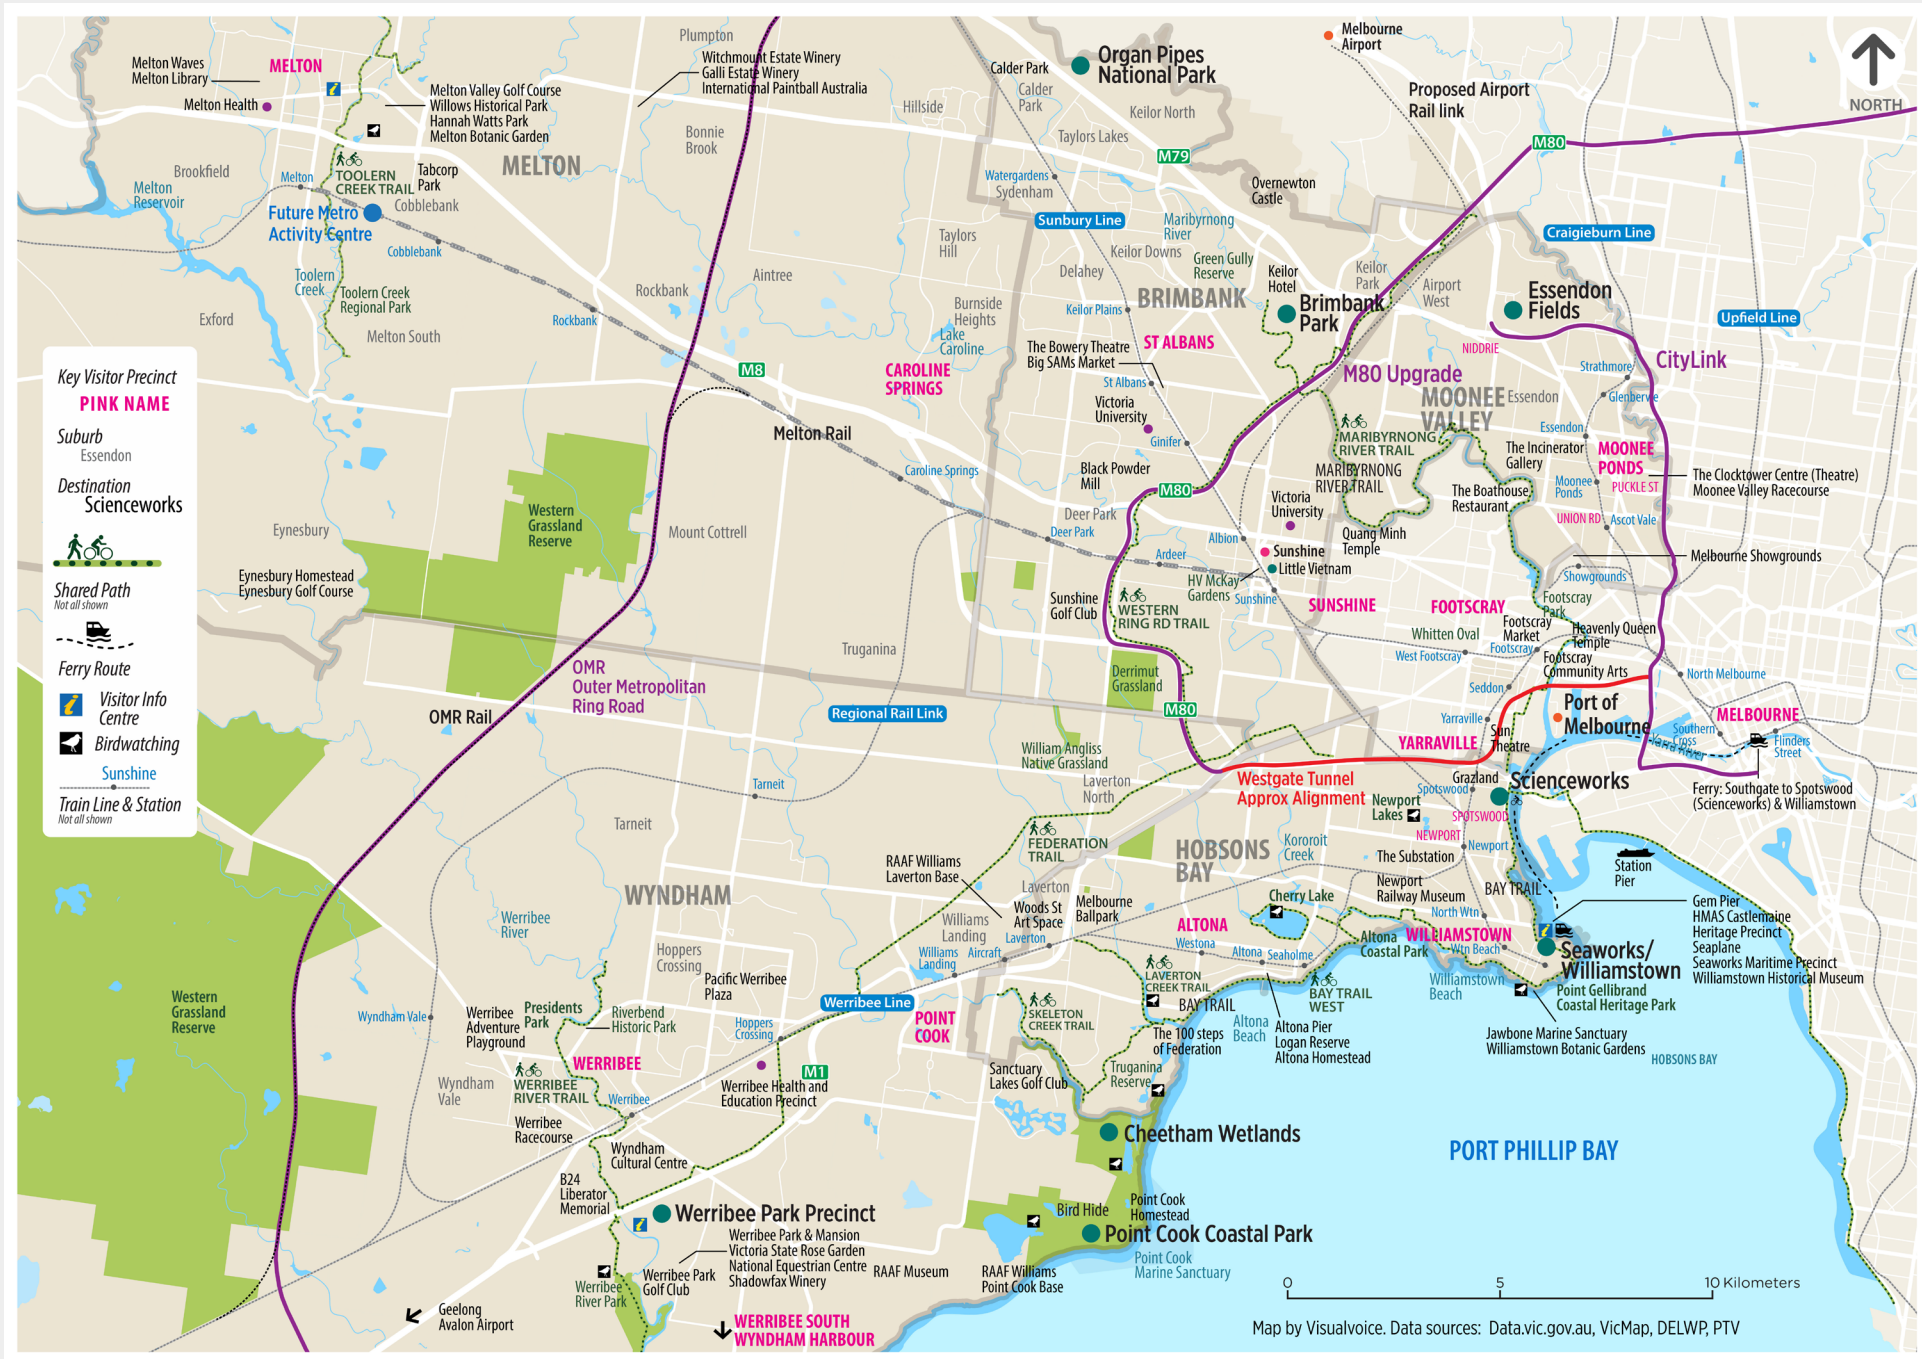 Melton Waves
Melton Library
MELTON
Melton Health
Melton Valley Golf Course
Willows Historical Park
Hannah Watts Park
Melton Botanic Garden
Plumpton
Witchmount Estate Winery
Galli Estate Winery
International Paintball Australia
Hillside
Bonnie
Brook
MELTON
Brookfield
Melton
Reservoir
Melton
TOOLERN
CREEK TRAIL
Tabcorp
Park
Cobblebank
Future Metro
Activity Centre
Cobblebank
Toolern
Creek
Toolern Creek
Regional Park
Exford
Melton South
Rockbank
Rockbank
Aintree
Calder Park
Calder
Park
Organ Pipes
National Park
Keilor North
Taylors Lakes
M79
Watergardens
Sydenham
Sunbury Line
Maribyrnong
River
Overnewton
Castle
Taylors
Hill
Keilor Downs
Delahey
Green Gully
Reserve
BRIMBANK
Keilor
Hotel
Brimbank
Park
Keilor
Park
Airport
West
Burnside
Heights
Lake
Caroline
Keilor Plains
The Bowery Theatre
Big SAMs Market
ST ALBANS
St Albans
CAROLINE
SPRINGS
Victoria
University
Ginifer
Melbourne
Airport
Proposed Airport
Rail link
NORTH
M80
Craigieburn Line
Essendon
Fields
Upfield Line
NIDDRIE
Strathmore
CityLink
M80 Upgrade
MOONEE
VALLEY
Essendon
Glenbervie
Essendon
MOONEE
PONDS
PUCKLE ST
The Incinerator
Gallery
Moonee
Ponds
The Clocktower Centre (Theatre)
Moonee Valley Racecourse
The Boathouse
Restaurant
UNION RD
Ascot Vale
Melbourne Showgrounds
Showgrounds
MARIBYRNONG
RIVER TRAIL
MARIBYRNONG
RIVER TRAIL
Victoria
University
Quang Minh
Temple
Key Visitor Precinct
PINK NAME
Suburb
Essendon
Destination
Scienceworks
Shared Path
Not all shown
Ferry Route
Visitor Info
Centre
Birdwatching
Sunshine
Train Line & Station
Not all shown
M8
Melton Rail
Caroline Springs
Black Powder
Mill
M80
Deer Park
Deer Park
Ardeer
Albion
Sunshine
Little Vietnam
HV McKay
Gardens
Sunshine
SUNSHINE
Western
Grassland
Reserve
Eynesbury
Mount Cottrell
Eynesbury Homestead
Eynesbury Golf Course
Sunshine
Golf Club
WESTERN
RING RD TRAIL
FOOTSCRAY
Footscray
Park
Footscray
Market
Heavenly Queen
Temple
Whitten Oval
Footscray
West Footscray
Footscray
Community Arts
Truganina
OMR
Outer Metropolitan
Ring Road
OMR Rail
Regional Rail Link
Derrimut
Grassland
M80
Seddon
North Melbourne
Port of
Melbourne
MELBOURNE
Yarraville
YARRAVILLE
Sun
Theatre
Southern
Cross
Yarra River
Flinders
Street
William Angliss
Native Grassland
Laverton
North
Westgate Tunnel
Approx Alignment
Grazland
Spotswood
Scienceworks
Ferry: Southgate to Spotswood
(Scienceworks) & Williamstown
Newport
Lakes
SPOTSWOOD
NEWPORT
Newport
Tarneit
Tarneit
FEDERATION
TRAIL
HOBSONS
BAY
Kororoit
Creek
The Substation
Station
Pier
RAAF Williams
Laverton Base
WYNDHAM
Laverton
Woods St
Art Space
Melbourne
Ballpark
Cherry Lake
Newport
Railway Museum
BAY TRAIL
North Wtn
Gem Pier
HMAS Castlemaine
Heritage Precinct
Seaplane
Seaworks Maritime Precinct
Williamstown Historical Museum
Werribee
River
Williams
Landing
ALTONA
WILLIAMSTOWN
Altona
Coastal Park
Wtn Beach
Seaworks/
Williamstown
Hoppers
Crossing
Williams
Landing
Aircraft
Laverton
Westona
Altona
Seaholme
Pacific Werribee
Plaza
LAVERTON
CREEK TRAIL
BAY TRAIL
WEST
Williamstown
Beach
Point Gellibrand
Coastal Heritage Park
Western
Grassland
Reserve
Wyndham Vale
Werribee
Adventure
Playground
Presidents
Park
Riverbend
Historic Park
Hoppers
Crossing
Werribee Line
POINT
COOK
SKELETON
CREEK TRAIL
BAY TRAIL
The 100 steps
of Federation
Altona
Beach
Altona Pier
Logan Reserve
Altona Homestead
Jawbone Marine Sanctuary
Williamstown Botanic Gardens
HOBSONS BAY
WERRIBEE
M1
WERRIBEE
RIVER TRAIL
Wyndham
Vale
Werribee
Werribee Health and
Education Precinct
Sanctuary
Lakes Golf Club
Truganina
Reserve
Werribee
Racecourse
Wyndham
Cultural Centre
Cheetham Wetlands
PORT PHILLIP BAY
B24
Liberator
Memorial
Werribee Park Precinct
Werribee Park & Mansion
Victoria State Rose Garden
National Equestrian Centre
Shadowfax Winery
Bird Hide
Point Cook
Homestead
Point Cook Coastal Park
Point Cook
Marine Sanctuary
Werribee
River Park
Werribee Park
Golf Club
RAAF Museum
RAAF Williams
Point Cook Base
0 5 10 Kilometers
Geelong
Avalon Airport
WERRIBEE SOUTH
WYNDHAM HARBOUR
Map by Visualvoice. Data sources: Data.vic.gov.au, VicMap, DELWP, PTV